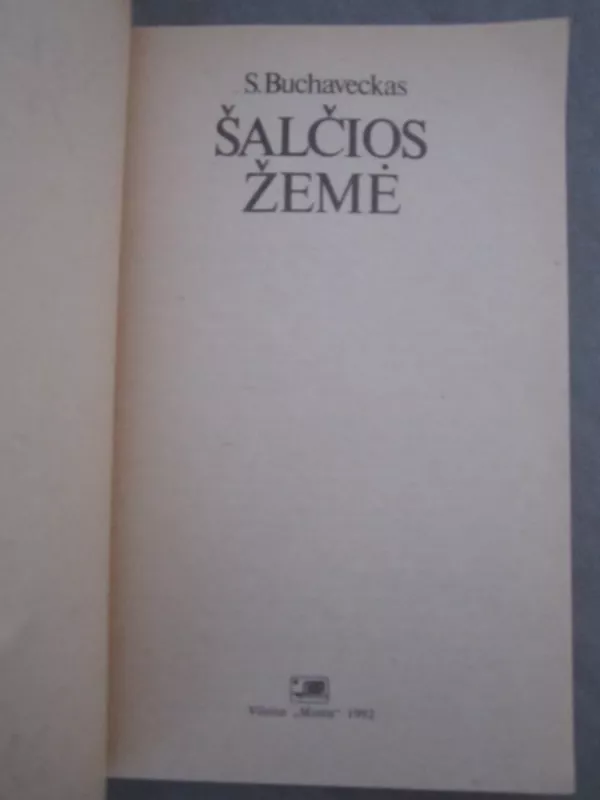 S. Buchaveckas
ŠALČIOS
ŽEMĖ
Vilnius „Mintis“ 1992